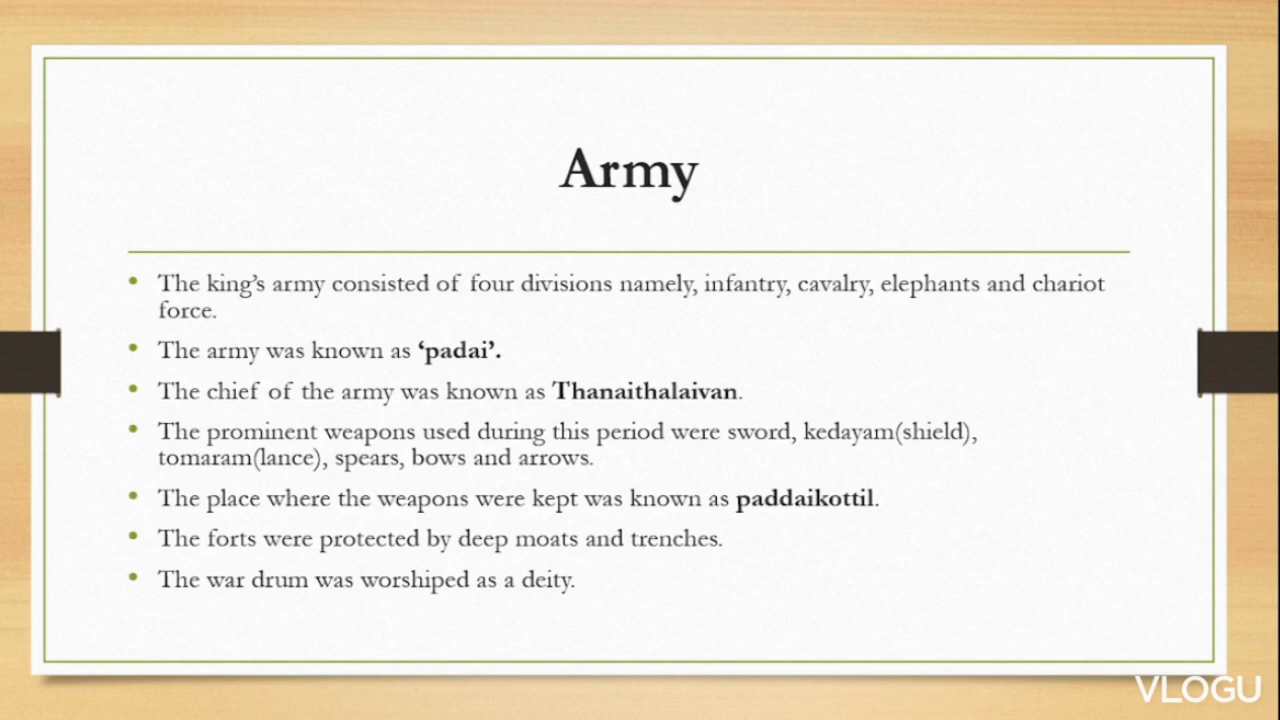 Army
• The king’s army consisted of four divisions namely, infantry, cavalry, elephants and chariot
force.
• The army was known as ‘padai’.
• The chief of the army was known as Thanaithalaivan.
• The prominent weapons used during this period were sword, kedayam(shield),
tomaram(lance), spears, bows and arrows.
• The place where the weapons were kept was known as paddaikottil.
• The forts were protected by deep moats and trenches.
• The war drum was worshiped as a deity.
VLOGU